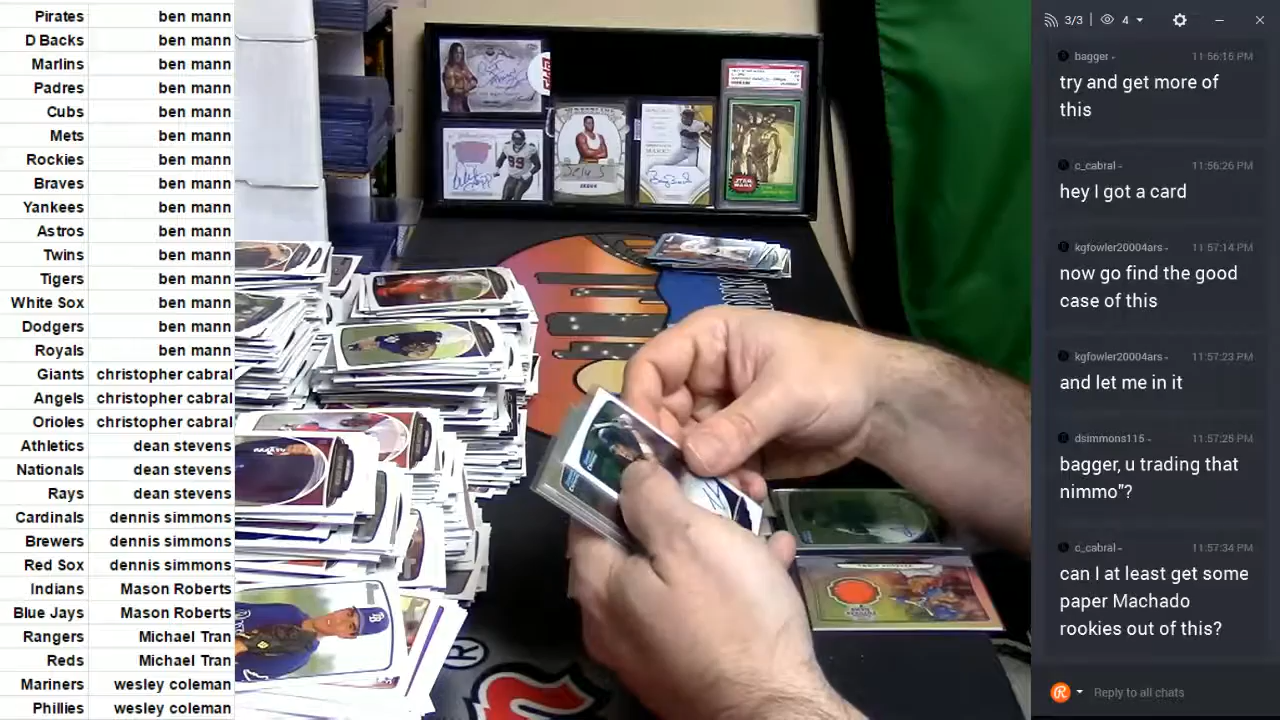 Pirates ben mann
D Backs ben mann
Marlins ben mann
Padres ben mann
Cubs ben mann
Mets ben mann
Rockies ben mann
Braves ben mann
Yankees ben mann
Astros ben mann
Twins ben mann
Tigers ben mann
White Sox ben mann
Dodgers ben mann
Royals ben mann
Giants christopher cabral
Angels christopher cabral
Orioles christopher cabral
Athletics dean stevens
Nationals dean stevens
Rays dean stevens
Cardinals dennis simmons
Brewers dennis simmons
Red Sox dennis simmons
Indians Mason Roberts
Blue Jays Mason Roberts
Rangers Michael Tran
Reds Michael Tran
Mariners wesley coleman
Phillies wesley coleman
STAR
WARS
®
3/3 4
bagger - 11:56:16 PM
try and get more of
this
c_cabral - 11:56:26 PM
hey I got a card
kgfowler20004ars - 11:57:14 PM
now go find the good
case of this
kgfowler20004ars - 11:57:23 PM
and let me in it
dsimmons115 - 11:57:25 PM
bagger, u trading that
nimmo"?
c_cabral - 11:57:34 PM
can I at least get some
paper Machado
rookies out of this?
Reply to all chats